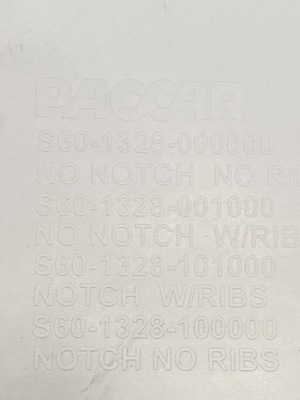 PACCAR
S60-1328-000000
NO NOTCH NO RI
S60-1328-001000
NO NOTCH W/RIB
S60-1328-101000
NOTCH W/RIBS
S60-1328-100000
NOTCH NO RIBS